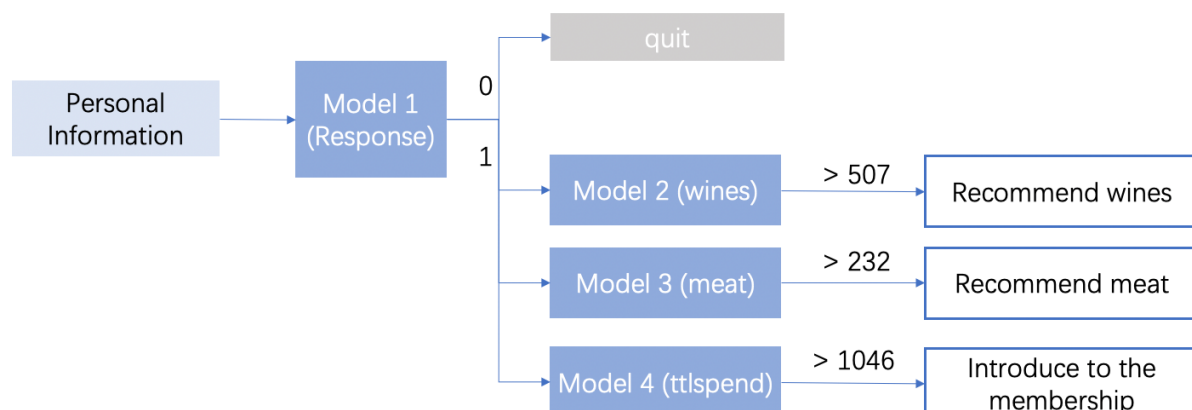 quit
Personal
Information
Model 1
(Response)
0
1
Model 2 (wines)
> 507
Recommend wines
Model 3 (meat)
> 232
Recommend meat
Model 4 (ttlspend)
> 1046
Introduce to the
membership